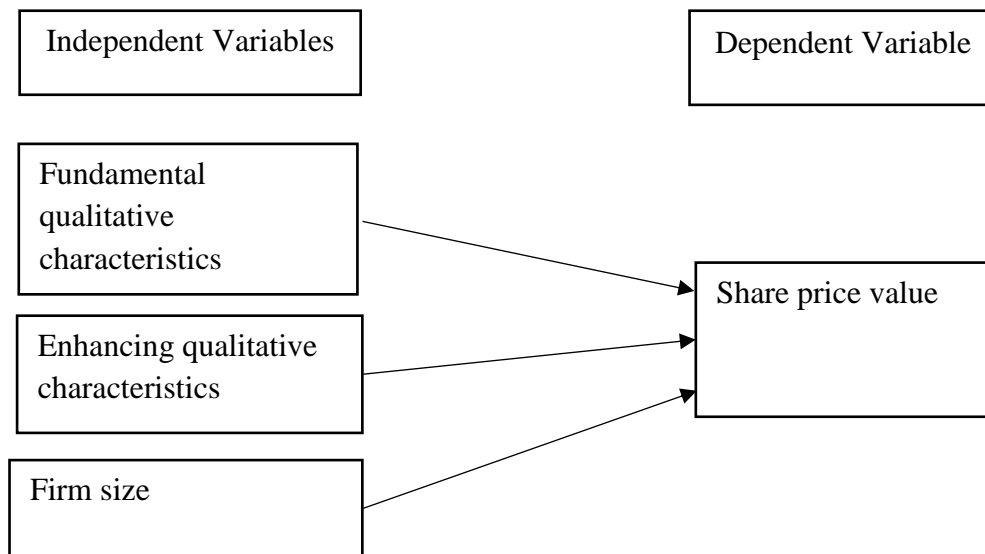 Independent Variables
Dependent Variable
Fundamental
qualitative
characteristics
Share price value
Enhancing qualitative
characteristics
Firm size